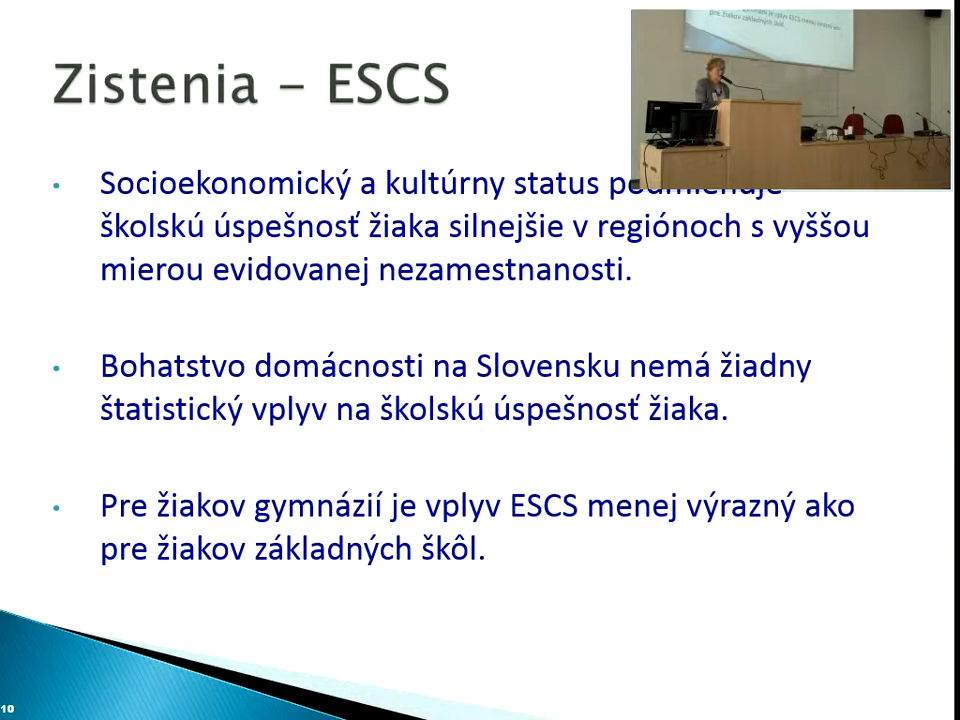 Zistenia – ESCS
Socioekonomický a kultúrny status podmieňuje
školskú úspešnosť žiaka silnejšie v regiónoch s vyššou
mierou evidovanej nezamestnanosti.
Bohatstvo domácnosti na Slovensku nemá žiadny
štatistický vplyv na školskú úspešnosť žiaka.
Pre žiakov gymnázií je vplyv ESCS menej výrazný ako
pre žiakov základných škôl.
10